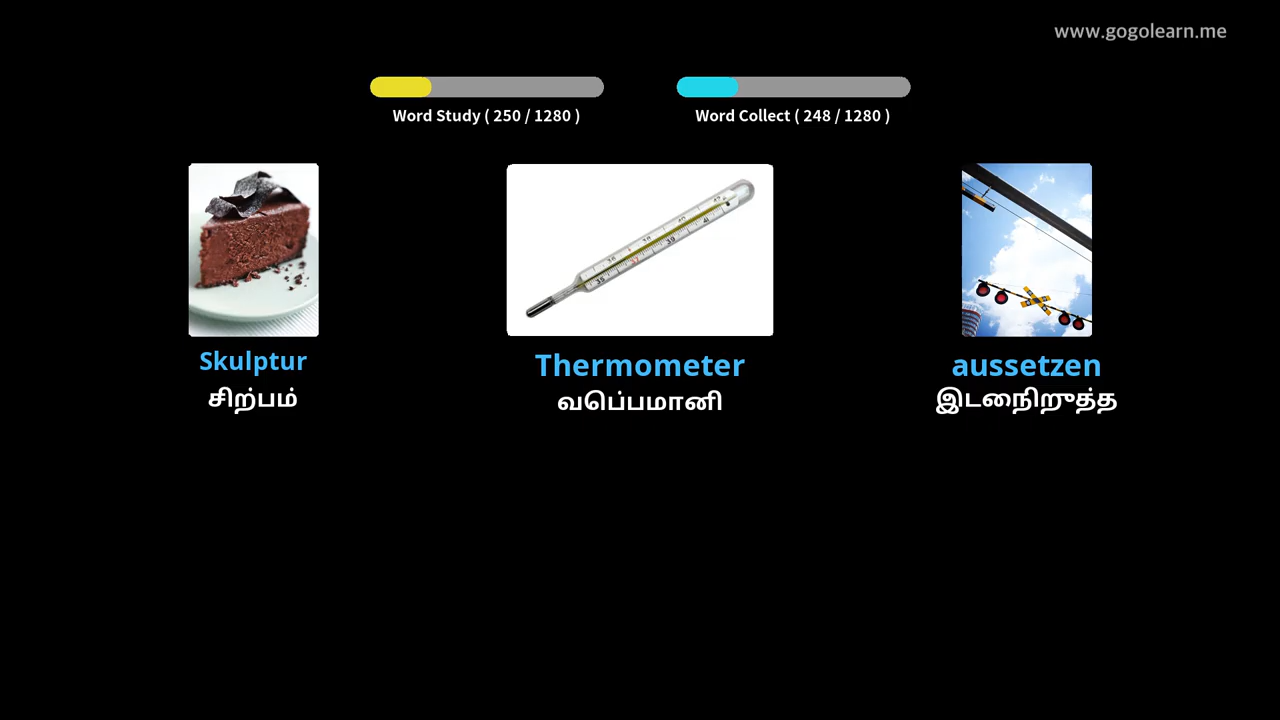 www.gogolearn.me
Word Study ( 250 / 1280 )
Word Collect ( 248 / 1280 )
Skulptur
Thermometer
aussetzen
சிற்பம்
வெப்பமானி
இடைநிறுத்த